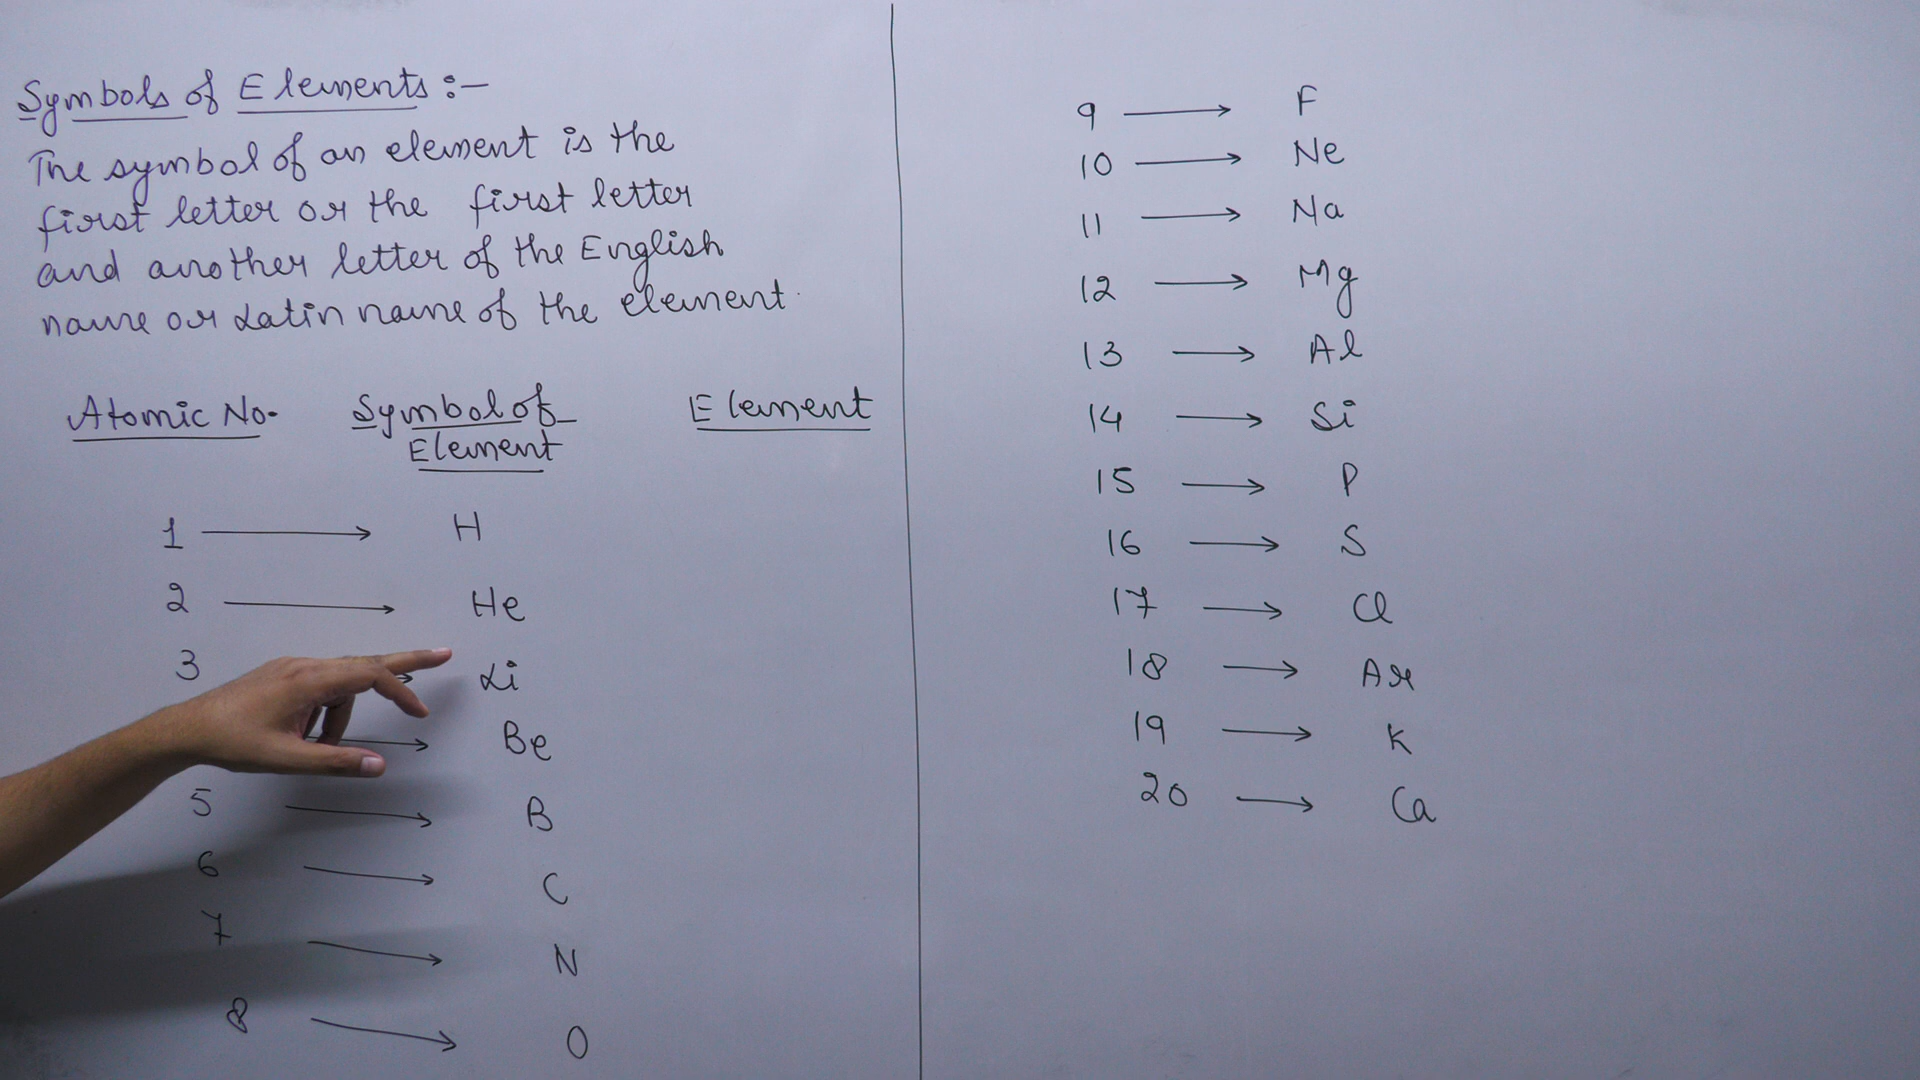 Symbols of Elements :-
The symbol of an element is the
first letter or the first letter
and another letter of the English
name or Latin name of the element.
Atomic No. Symbol of Element Element
1 → H
2 → He
3 → Li
→ Be
5 → B
6 → C
7 → N
8 → O
9 → F
10 → Ne
11 → Na
12 → Mg
13 → Al
14 → Si
15 → P
16 → S
17 → Cl
18 → Ar
19 → K
20 → Ca